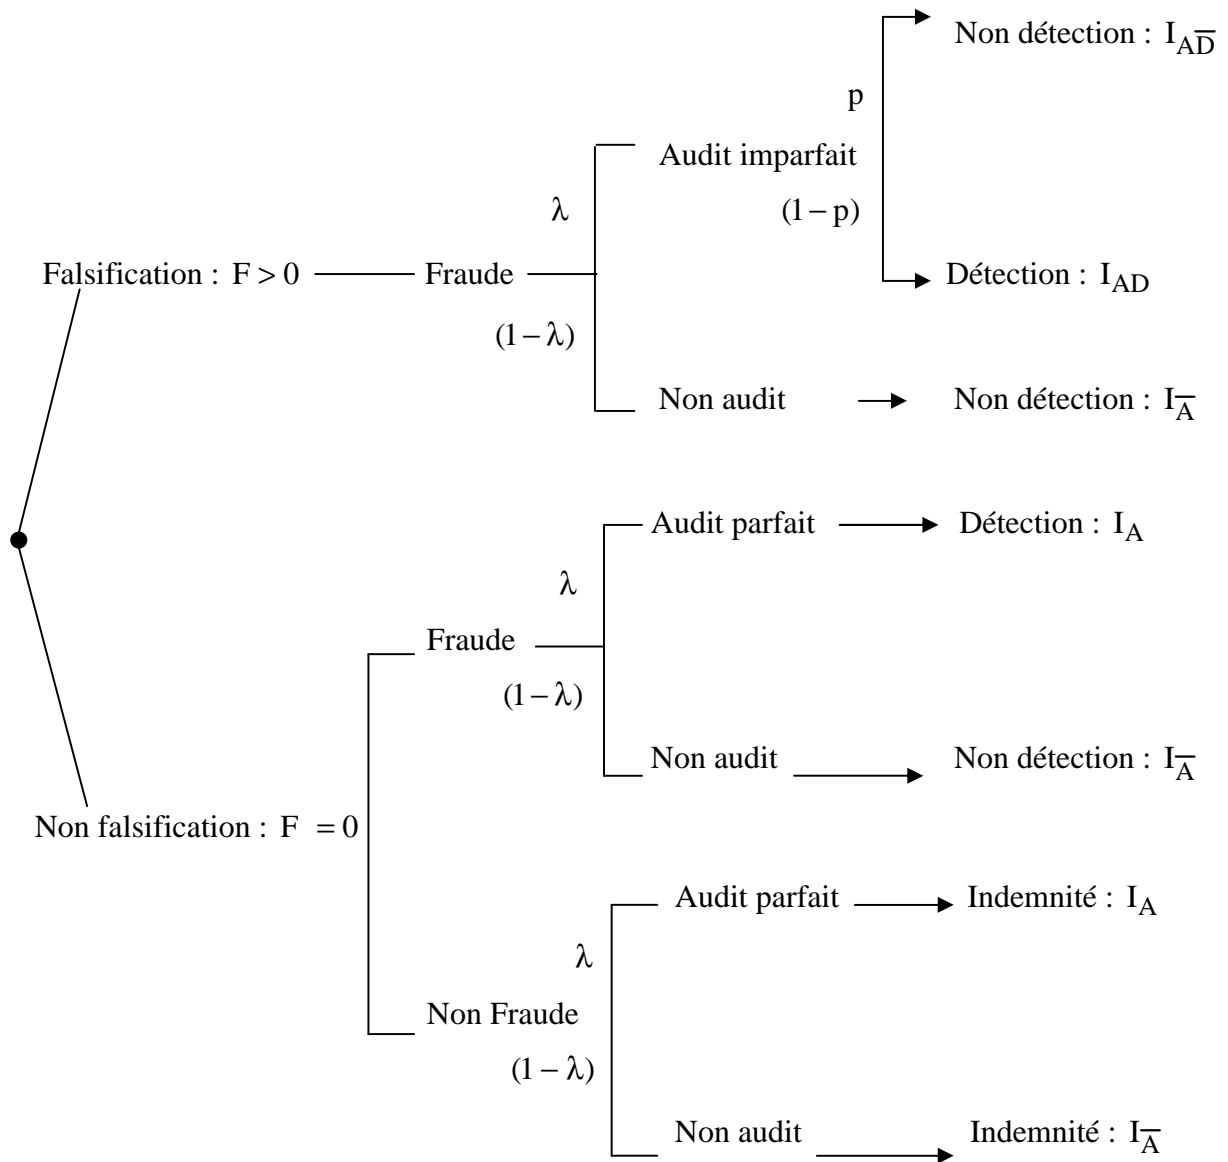 Non détection : I_{A\overline{D}}
p
Audit imparfait
λ
(1 – p)
Falsification : F > 0
Fraude
Détection : I_{AD}
(1 – λ)
Non audit
Non détection : I_{\overline{A}}
Audit parfait
Détection : I_A
λ
Fraude
(1 – λ)
Non audit
Non détection : I_{\overline{A}}
Non falsification : F = 0
Audit parfait
Indemnité : I_A
λ
Non Fraude
(1 – λ)
Non audit
Indemnité : I_{\overline{A}}